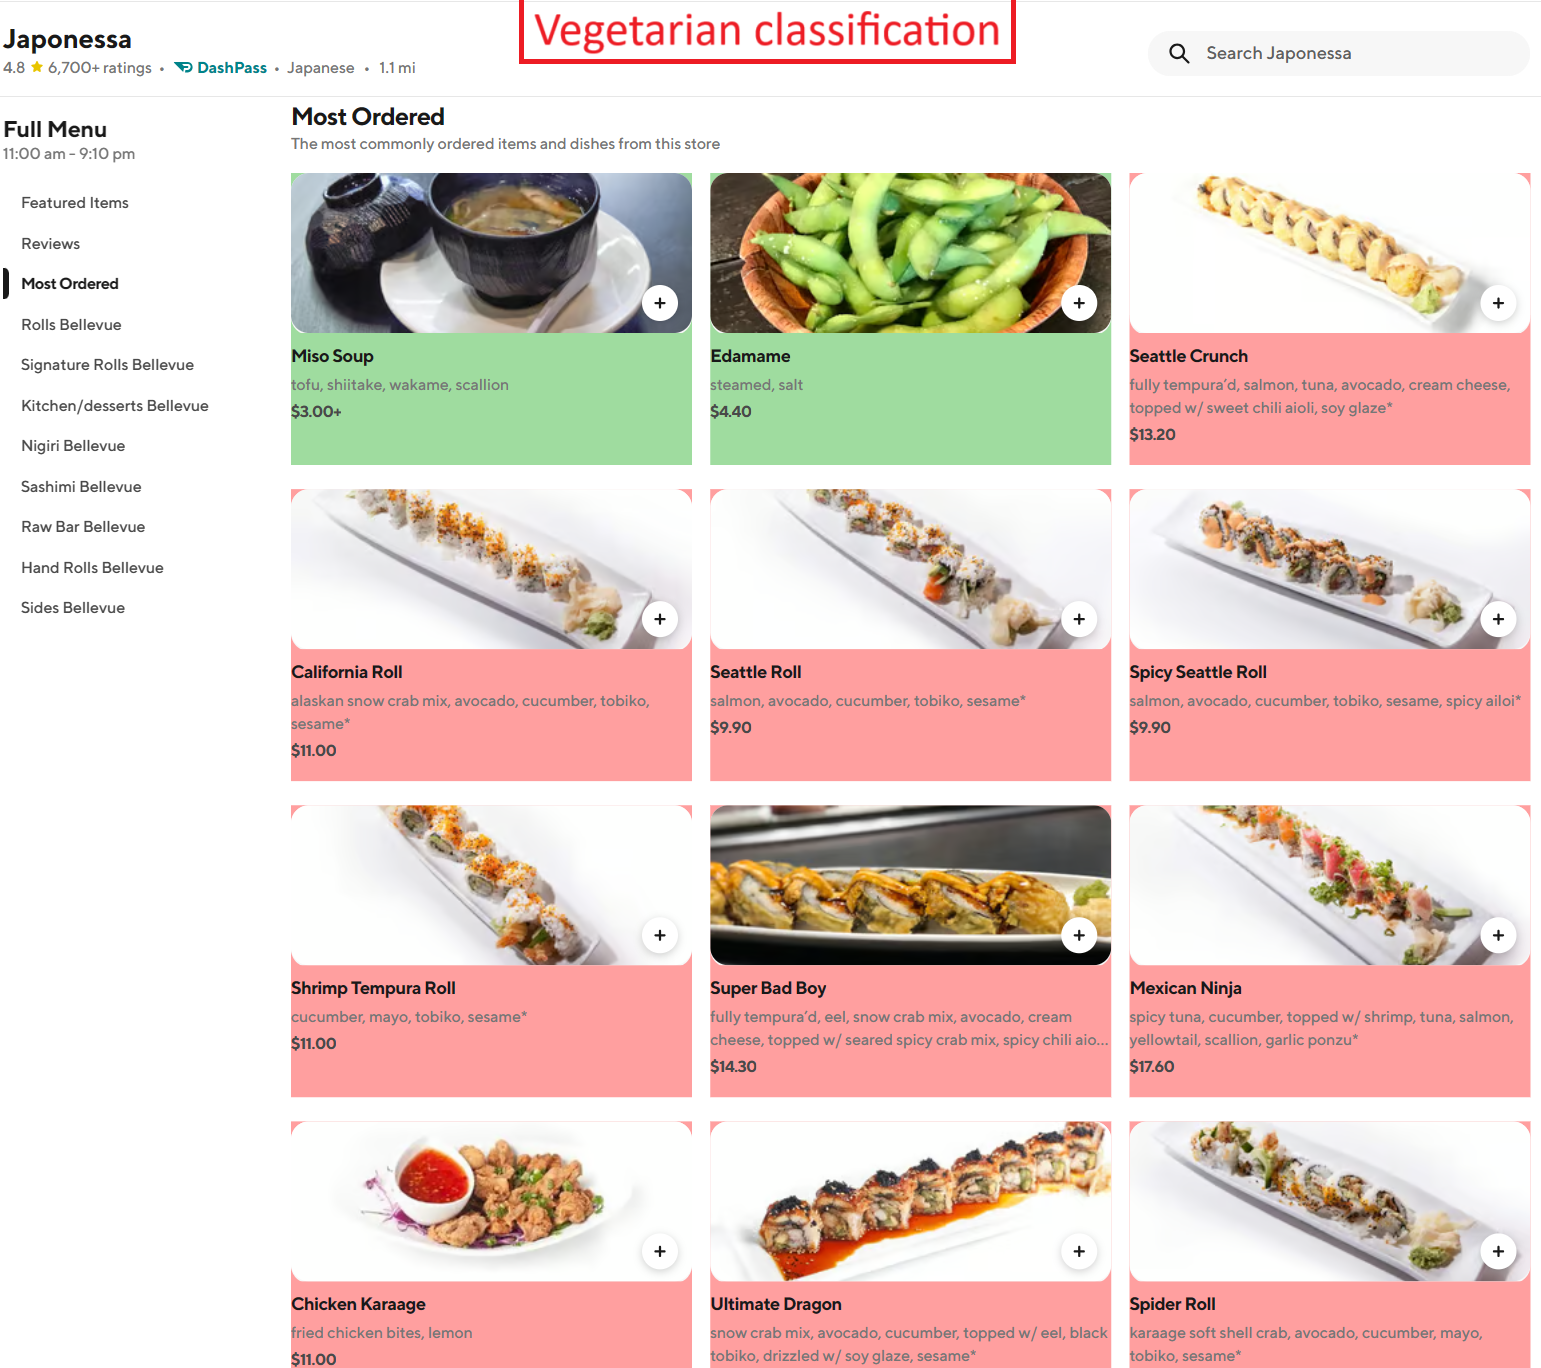 Vegetarian classification
Japonessa
4.8 ★ 6,700+ ratings • DashPass • Japanese • 1.1 mi
Search Japonessa
Full Menu
11:00 am - 9:10 pm
Featured Items
Reviews
Most Ordered
Rolls Bellevue
Signature Rolls Bellevue
Kitchen/desserts Bellevue
Nigiri Bellevue
Sashimi Bellevue
Raw Bar Bellevue
Hand Rolls Bellevue
Sides Bellevue
Most Ordered
The most commonly ordered items and dishes from this store
Miso Soup
tofu, shiitake, wakame, scallion
$3.00+
Edamame
steamed, salt
$4.40
Seattle Crunch
fully tempura'd, salmon, tuna, avocado, cream cheese,
topped w/ sweet chili aioli, soy glaze*
$13.20
California Roll
alaskan snow crab mix, avocado, cucumber, tobiko,
sesame*
$11.00
Seattle Roll
salmon, avocado, cucumber, tobiko, sesame*
$9.90
Spicy Seattle Roll
salmon, avocado, cucumber, tobiko, sesame, spicy ailoi*
$9.90
Shrimp Tempura Roll
cucumber, mayo, tobiko, sesame*
$11.00
Super Bad Boy
fully tempura'd, eel, snow crab mix, avocado, cream
cheese, topped w/ seared spicy crab mix, spicy chili aio...
$14.30
Mexican Ninja
spicy tuna, cucumber, topped w/ shrimp, tuna, salmon,
yellowtail, scallion, garlic ponzu*
$17.60
Chicken Karaage
fried chicken bites, lemon
$11.00
Ultimate Dragon
snow crab mix, avocado, cucumber, topped w/ eel, black
tobiko, drizzled w/ soy glaze, sesame*
Spider Roll
karaage soft shell crab, avocado, cucumber, mayo,
tobiko, sesame*